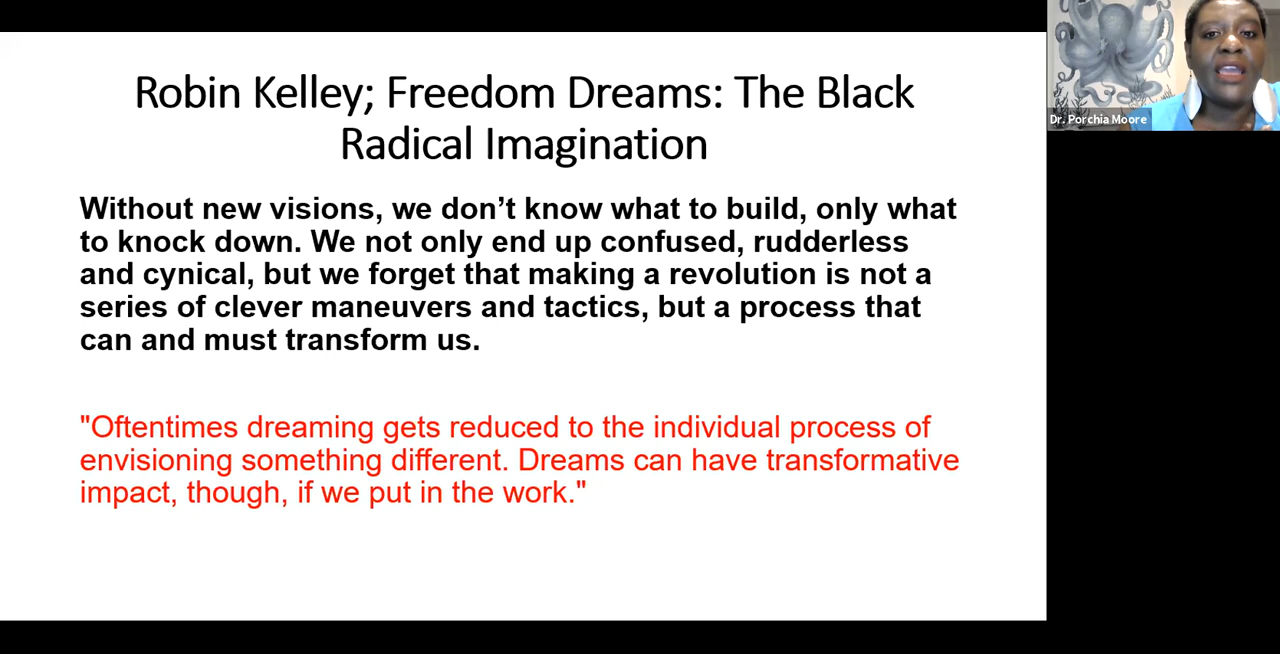 Robin Kelley; Freedom Dreams: The Black
Radical Imagination
Without new visions, we don’t know what to build, only what
to knock down. We not only end up confused, rudderless
and cynical, but we forget that making a revolution is not a
series of clever maneuvers and tactics, but a process that
can and must transform us.
"Oftentimes dreaming gets reduced to the individual process of
envisioning something different. Dreams can have transformative
impact, though, if we put in the work."
Dr. Porchia Moore